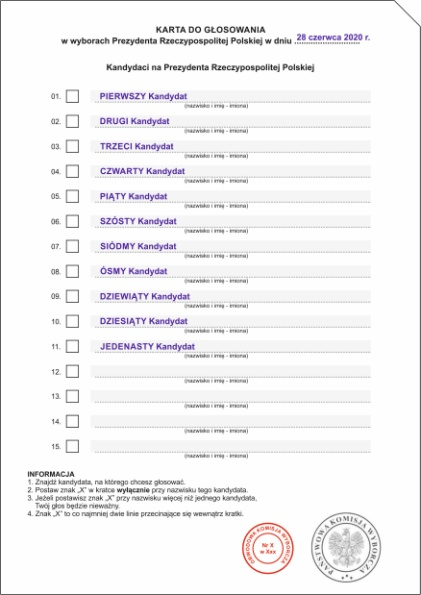 KARTA DO GŁOSOWANIA
w wyborach Prezydenta Rzeczypospolitej Polskiej w dniu 28 czerwca 2020 r.
Kandydaci na Prezydenta Rzeczypospolitej Polskiej
01. PIERWSZY Kandydat
(nazwisko i imię - imiona)
02. DRUGI Kandydat
(nazwisko i imię - imiona)
03. TRZECI Kandydat
(nazwisko i imię - imiona)
04. CZWARTY Kandydat
(nazwisko i imię - imiona)
05. PIĄTY Kandydat
(nazwisko i imię - imiona)
06. SZÓSTY Kandydat
(nazwisko i imię - imiona)
07. SIÓDMY Kandydat
(nazwisko i imię - imiona)
08. ÓSMY Kandydat
(nazwisko i imię - imiona)
09. DZIEWIĄTY Kandydat
(nazwisko i imię - imiona)
10. DZIESIĄTY Kandydat
(nazwisko i imię - imiona)
11. JEDENASTY Kandydat
(nazwisko i imię - imiona)
12.
(nazwisko i imię - imiona)
13.
(nazwisko i imię - imiona)
14.
(nazwisko i imię - imiona)
15.
(nazwisko i imię - imiona)
INFORMACJA
1. Znajdź kandydata, na którego chcesz głosować.
2. Postaw znak „X” w kratce wyłącznie przy nazwisku tego kandydata.
3. Jeżeli postawisz znak „X” przy nazwisku więcej niż jednego kandydata,
Twój głos będzie nieważny.
4. Znak „X” to co najmniej dwie linie przecinające się wewnątrz kratki.
OBWODOWA KOMISJA WYBORCZA
Nr X
w Xxx
PAŃSTWOWA KOMISJA WYBORCZA